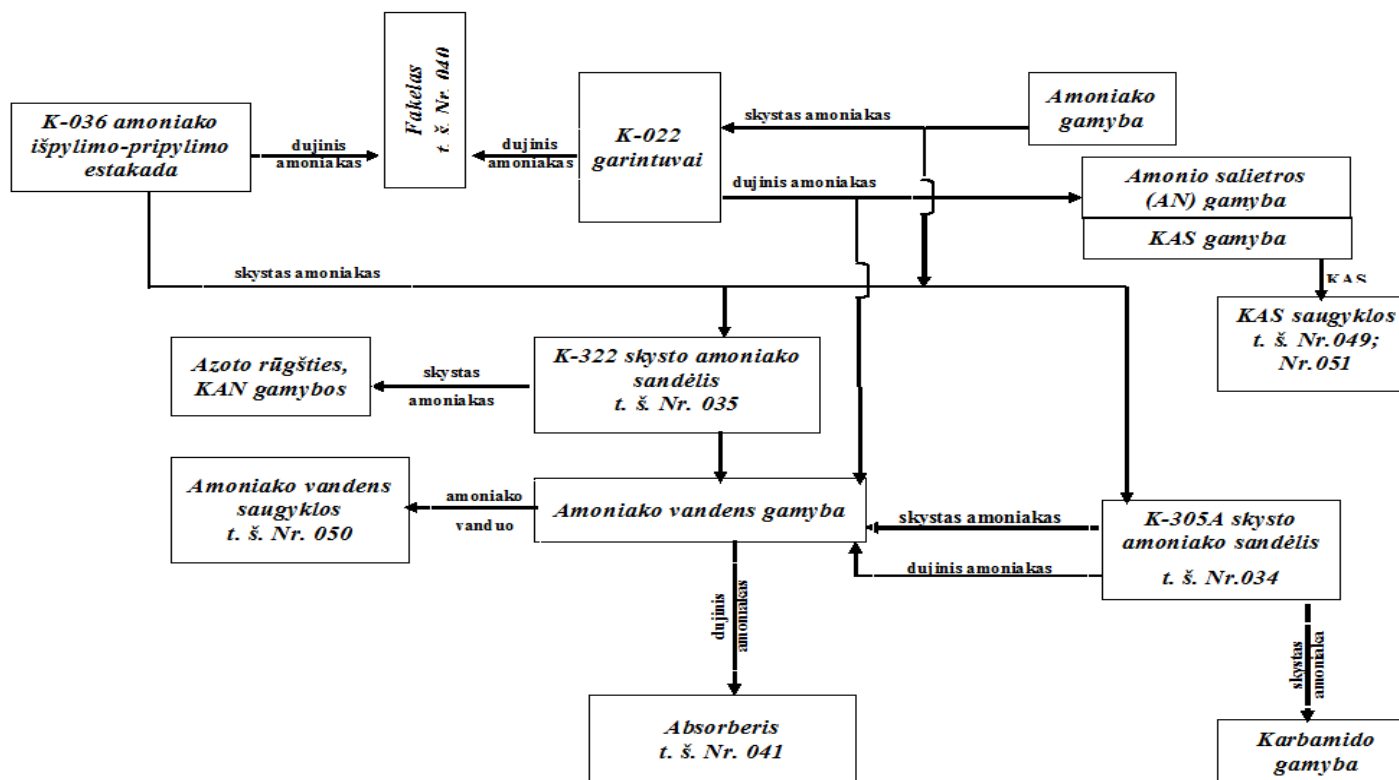 Fakelas
t. š. Nr. 040
K-036 amoniako
išpylimo-pripylimo
estakada
dujinis
amoniakas
dujinis
amoniakas
K-022
garintuvai
skystas amoniakas
Amoniako
gamyba
dujinis amoniakas
Amonio salietros
(AN) gamyba
KAS gamyba
KAS
KAS saugyklos
t. š. Nr.049;
Nr.051
skystas amoniakas
Azoto rūgšties,
KAN gamybos
skystas
amoniakas
K-322 skysto amoniako
sandėlis
t. š. Nr. 035
Amoniako vandens
saugyklos
t. š. Nr. 050
amoniako
vanduo
Amoniako vandens gamyba
skystas amoniakas
dujinis amoniakas
K-305A skysto
amoniako sandėlis
t. š. Nr.034
dujinis
amoniakas
skystas
amoniaka
Absorberis
t. š. Nr. 041
Karbamido
gamyba